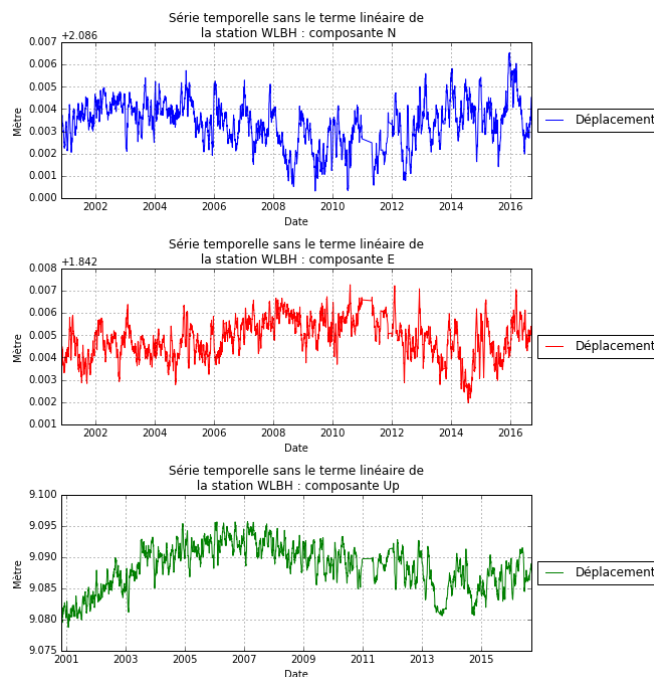 Série temporelle sans le terme linéaire de
la station WLBH : composante N
+2.086
0.007
0.006
0.005
0.004
0.003
0.002
0.001
0.000
Mètre
2002 2004 2006 2008 2010 2012 2014 2016
Date
Déplacement
Série temporelle sans le terme linéaire de
la station WLBH : composante E
+1.842
0.008
0.007
0.006
0.005
0.004
0.003
0.002
0.001
Mètre
2002 2004 2006 2008 2010 2012 2014 2016
Date
Déplacement
Série temporelle sans le terme linéaire de
la station WLBH : composante Up
9.100
9.095
9.090
9.085
9.080
9.075
Mètre
2001 2003 2005 2007 2009 2011 2013 2015
Date
Déplacement